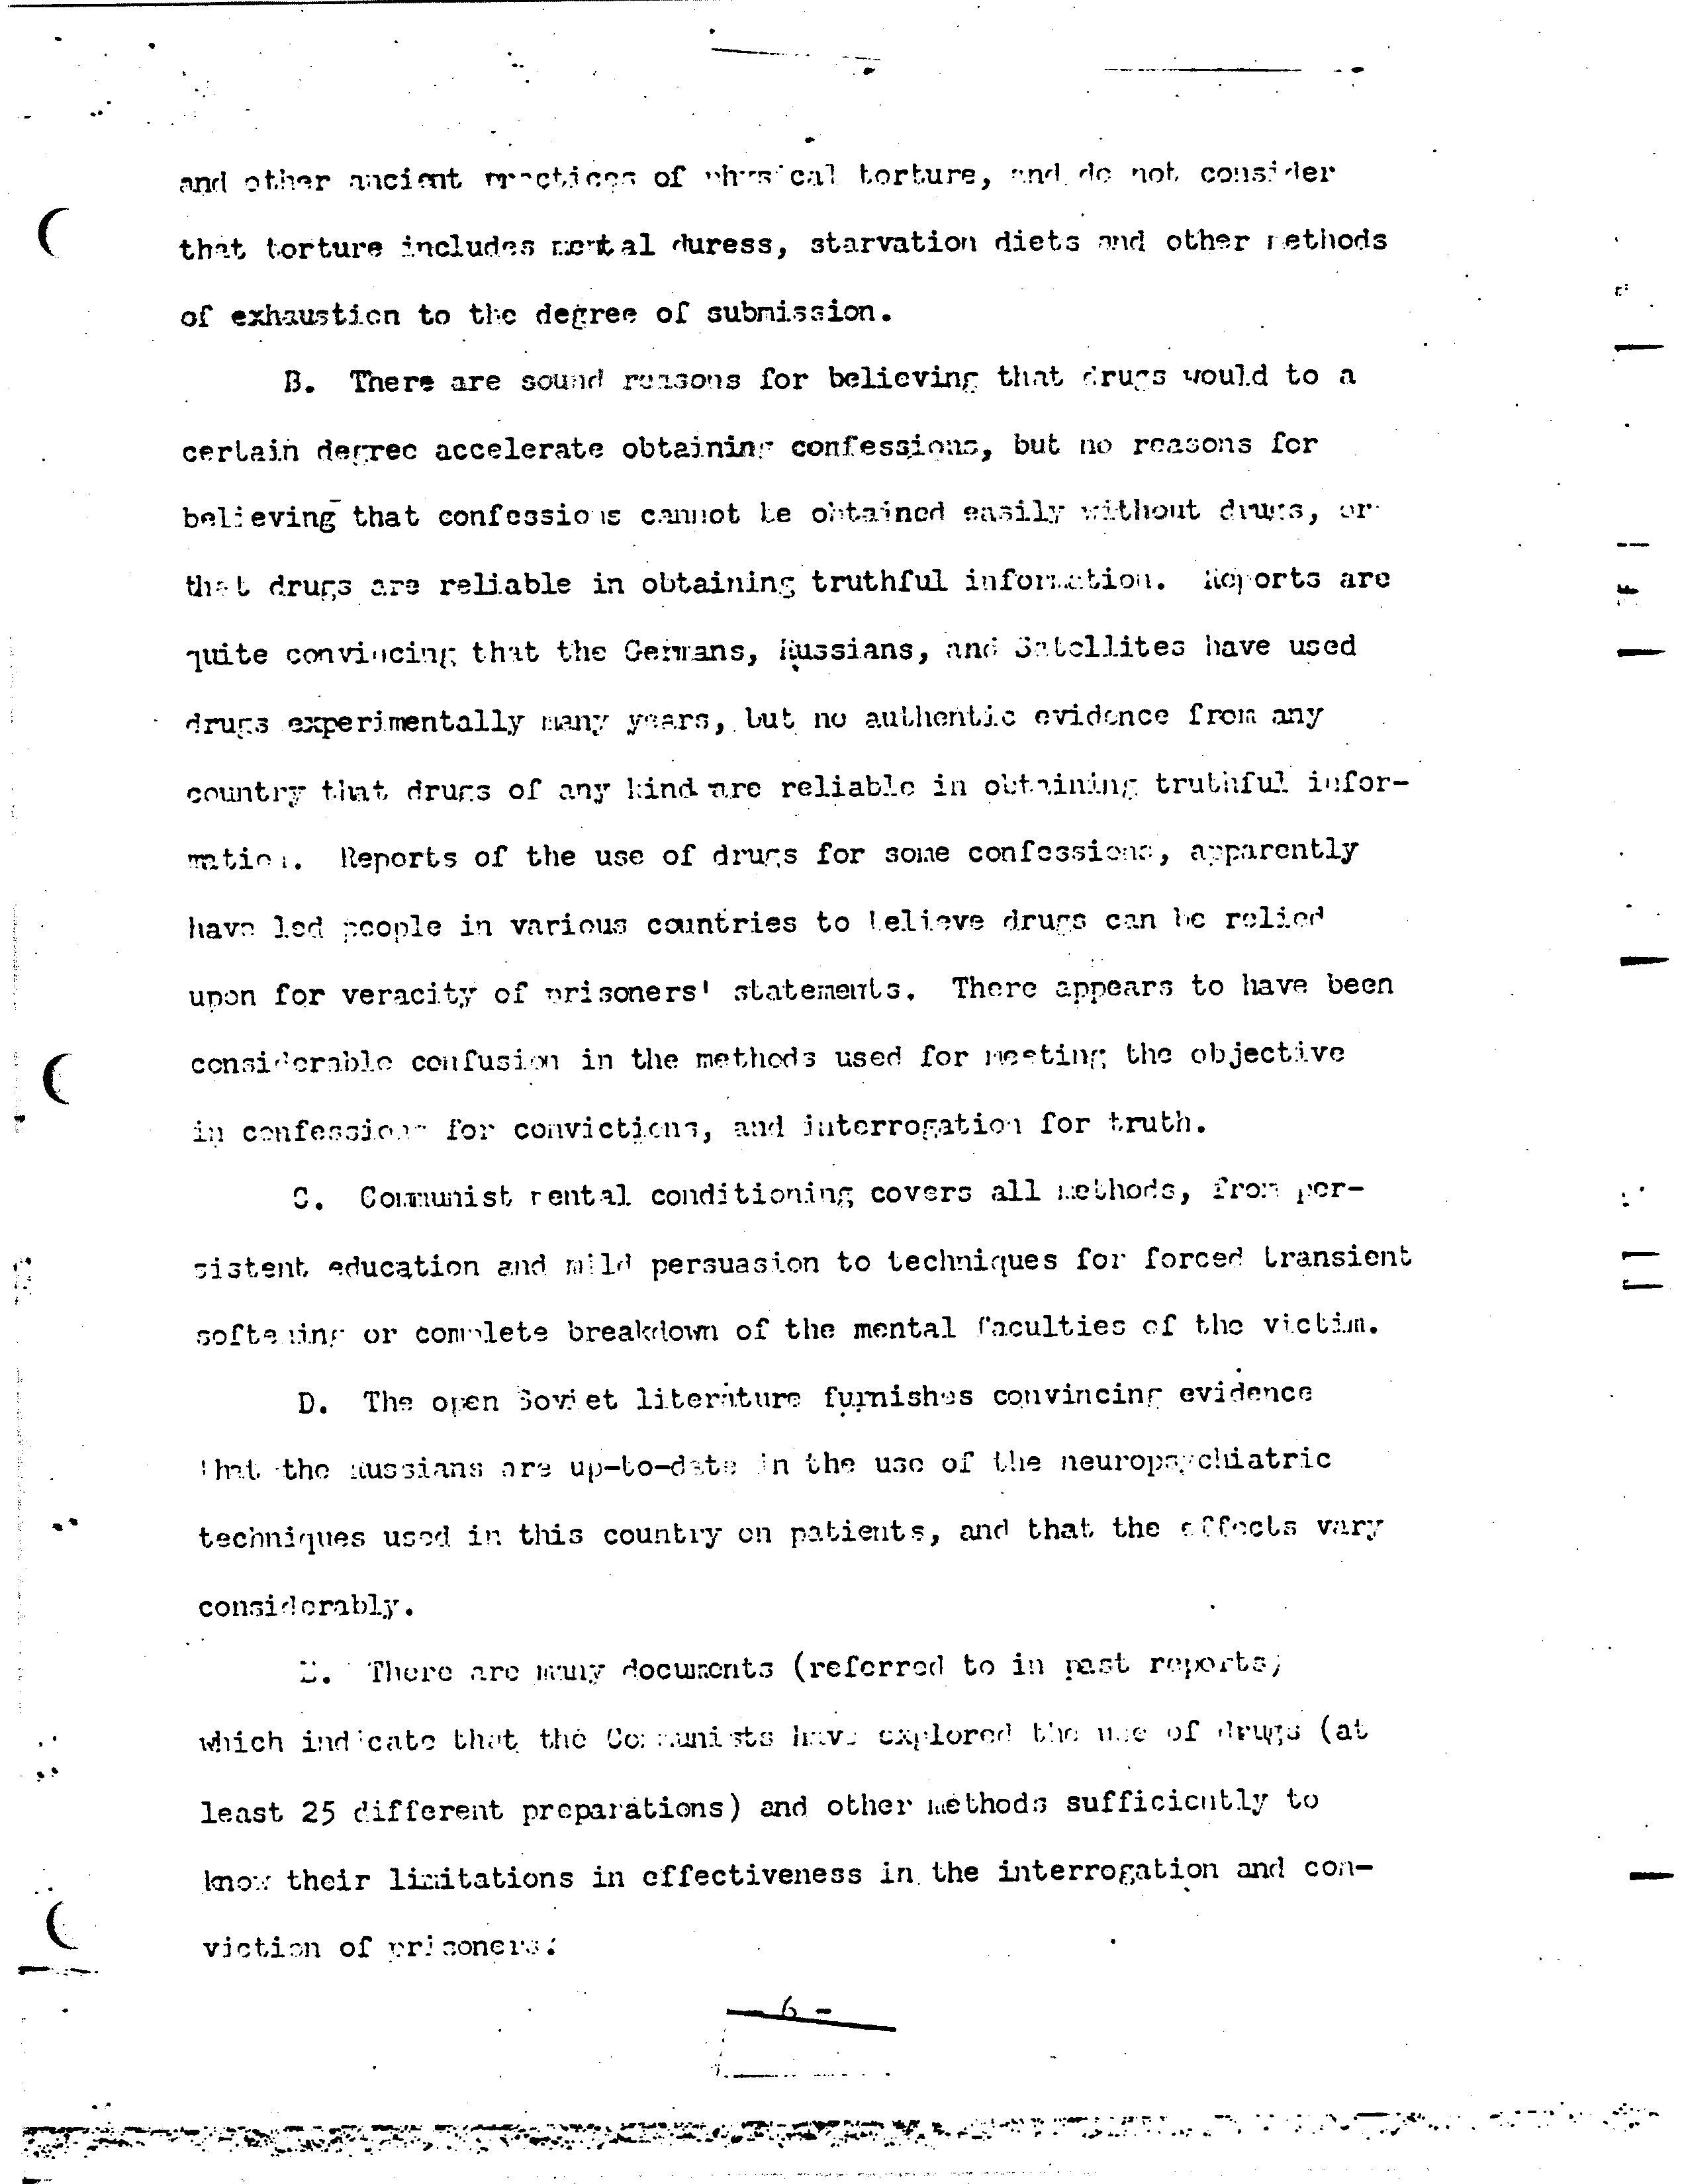 and other ancient practices of physical torture, and do not consider
that torture includes mental duress, starvation diets and other methods
of exhaustion to the degree of submission.
B. There are sound reasons for believing that drugs would to a
certain degree accelerate obtaining confessions, but no reasons for
believing that confessions cannot be obtained easily without drugs, or
that drugs are reliable in obtaining truthful information. Reports are
quite convincing that the Germans, Russians, and Satellites have used
drugs experimentally many years, but no authentic evidence from any
country that drugs of any kind are reliable in obtaining truthful infor-
mation. Reports of the use of drugs for some confessions, apparently
have led people in various countries to believe drugs can be relied
upon for veracity of prisoners' statements. There appears to have been
considerable confusion in the methods used for meeting the objective
in confessions for convictions, and interrogation for truth.
C. Communist mental conditioning covers all methods, from per-
sistent education and mild persuasion to techniques for forced transient
softening or complete breakdown of the mental faculties of the victim.
D. The open Soviet literature furnishes convincing evidence
that the Russians are up-to-date in the use of the neuropsychiatric
techniques used in this country on patients, and that the effects vary
considerably.
There are many documents (referred to in past reports)
which indicate that the Communists have explored the use of drugs (at
least 25 different preparations) and other methods sufficiently to
know their limitations in effectiveness in the interrogation and con-
viction of prisoners.
- 6 -